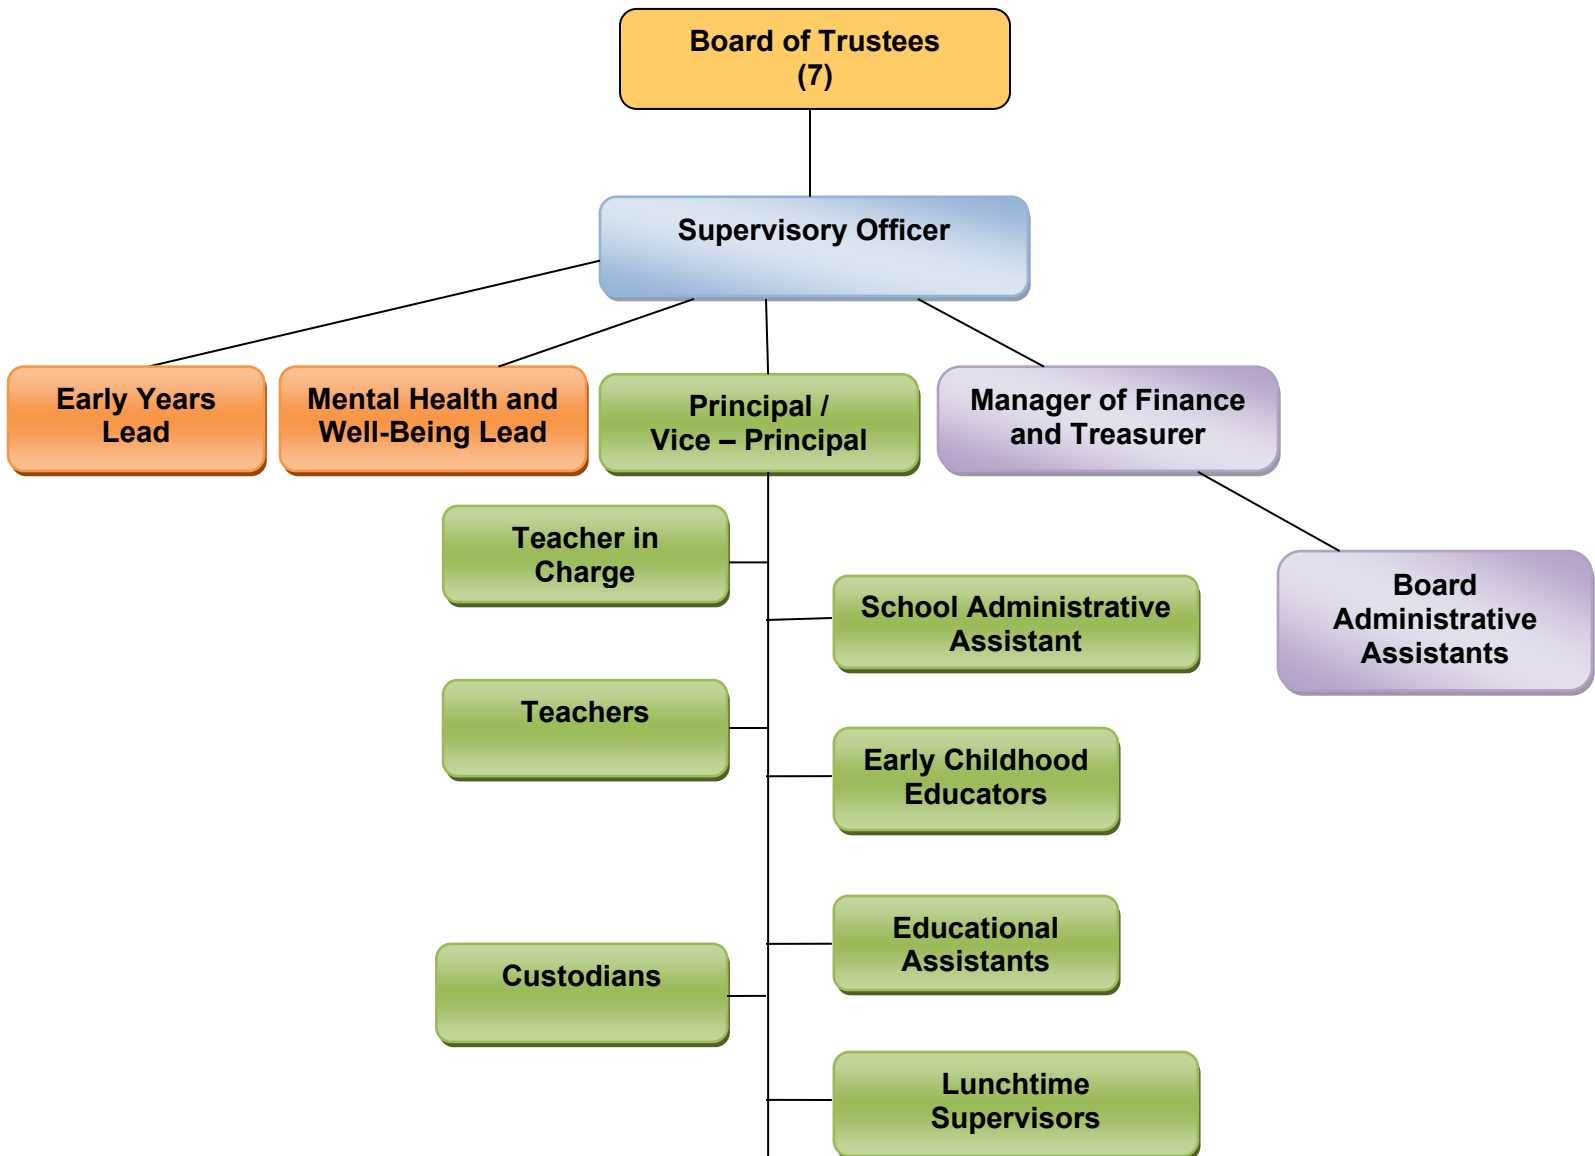 Board of Trustees
(7)
Supervisory Officer
Early Years
Lead
Mental Health and
Well-Being Lead
Principal /
Vice – Principal
Manager of Finance
and Treasurer
Teacher in
Charge
School Administrative
Assistant
Board
Administrative
Assistants
Teachers
Early Childhood
Educators
Educational
Assistants
Custodians
Lunchtime
Supervisors